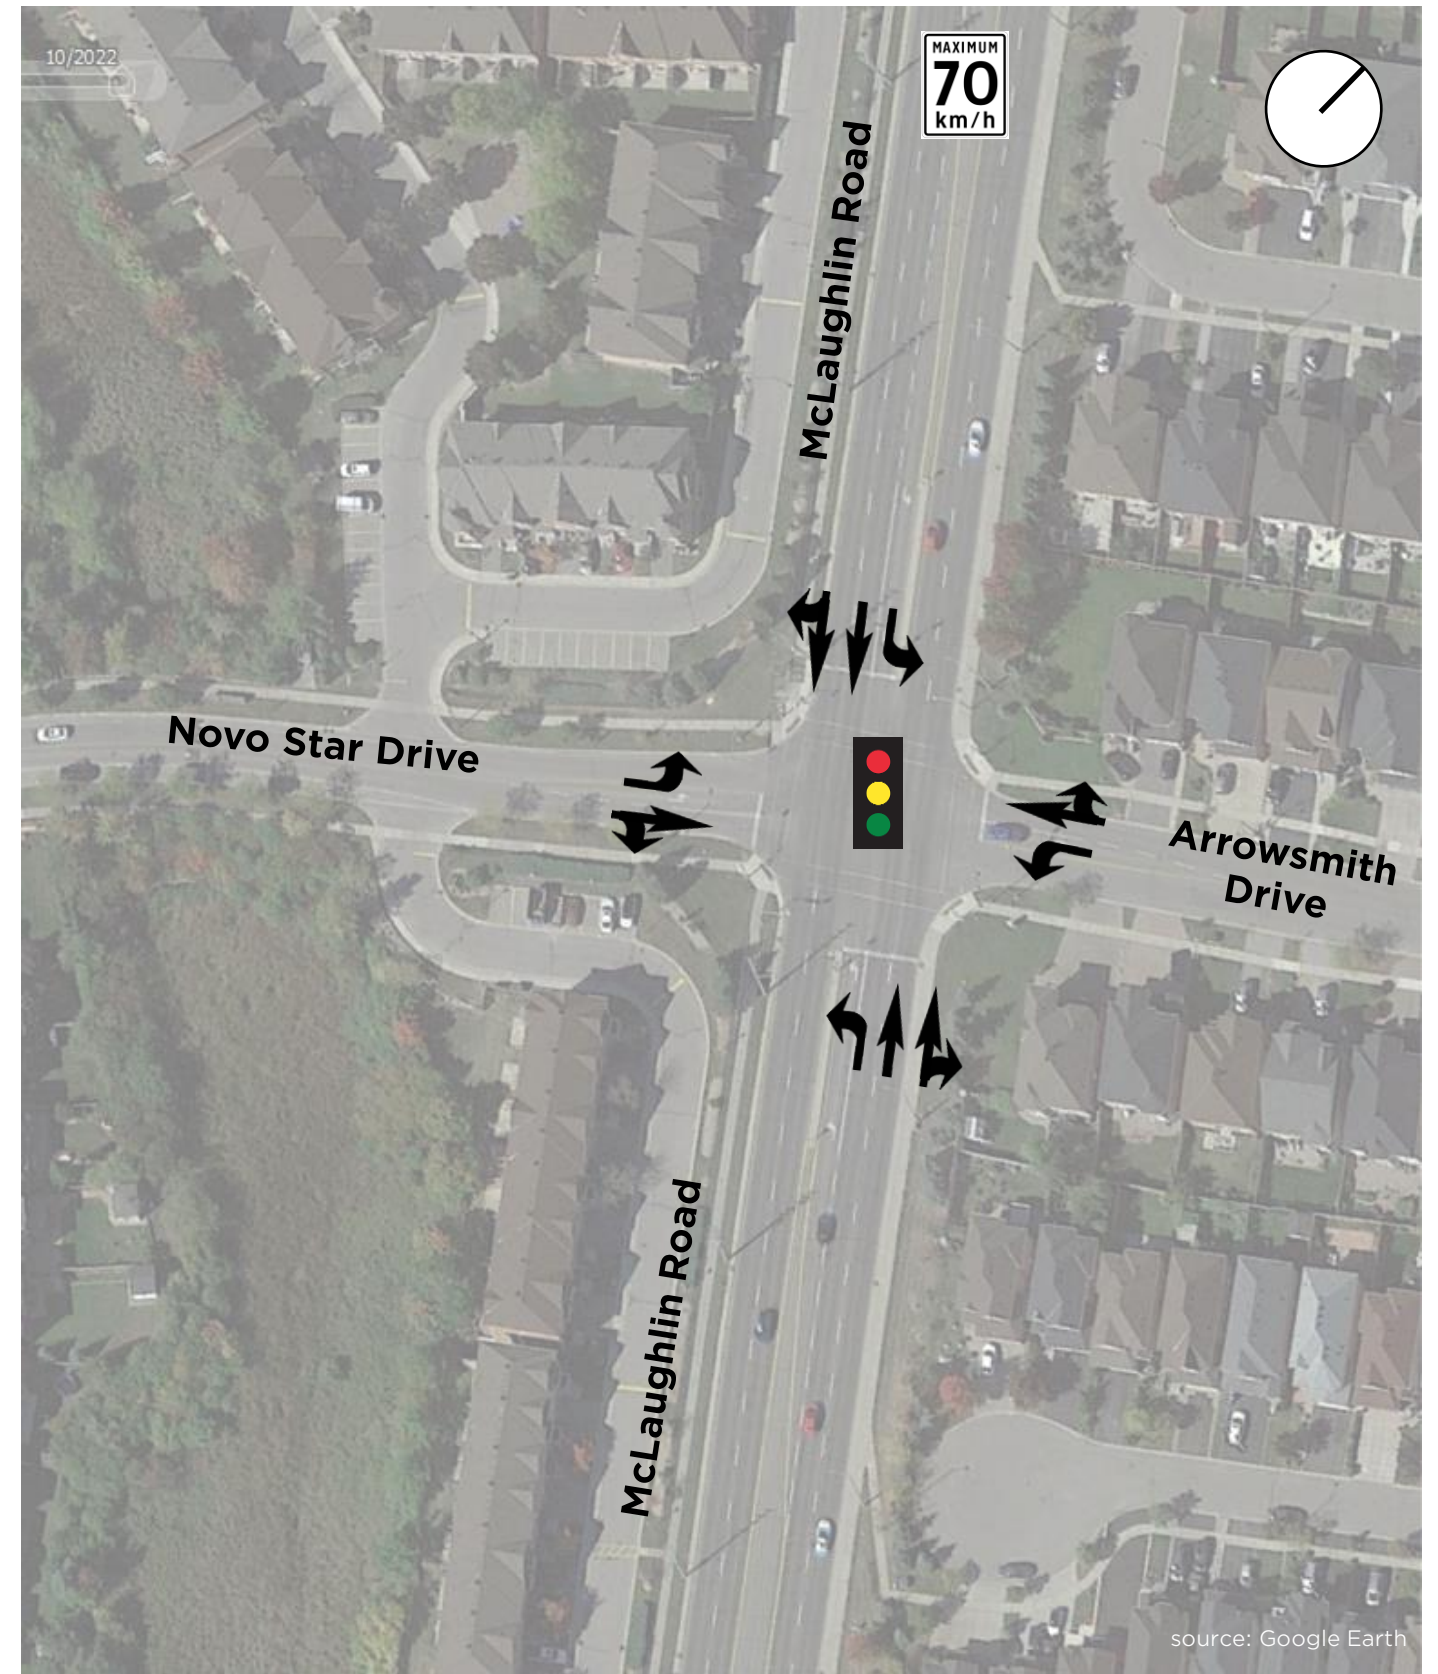 10/2022
MAXIMUM
70
km/h
McLaughlin Road
Novo Star Drive
Arrowsmith
Drive
McLaughlin Road
source: Google Earth